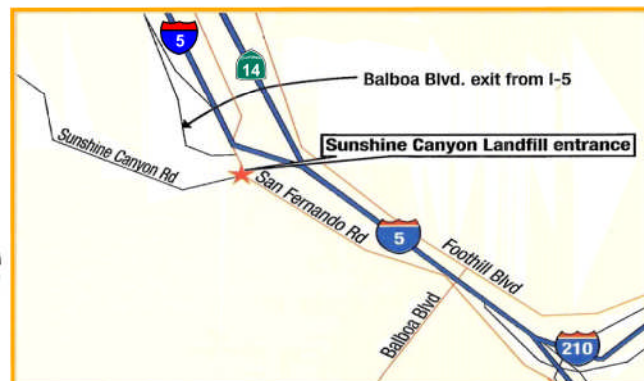 5
14
Balboa Blvd. exit from I-5
Sunshine Canyon Landfill entrance
Sunshine Canyon Rd
San Fernando Rd
5
Foothill Blvd
Balboa Blvd
210